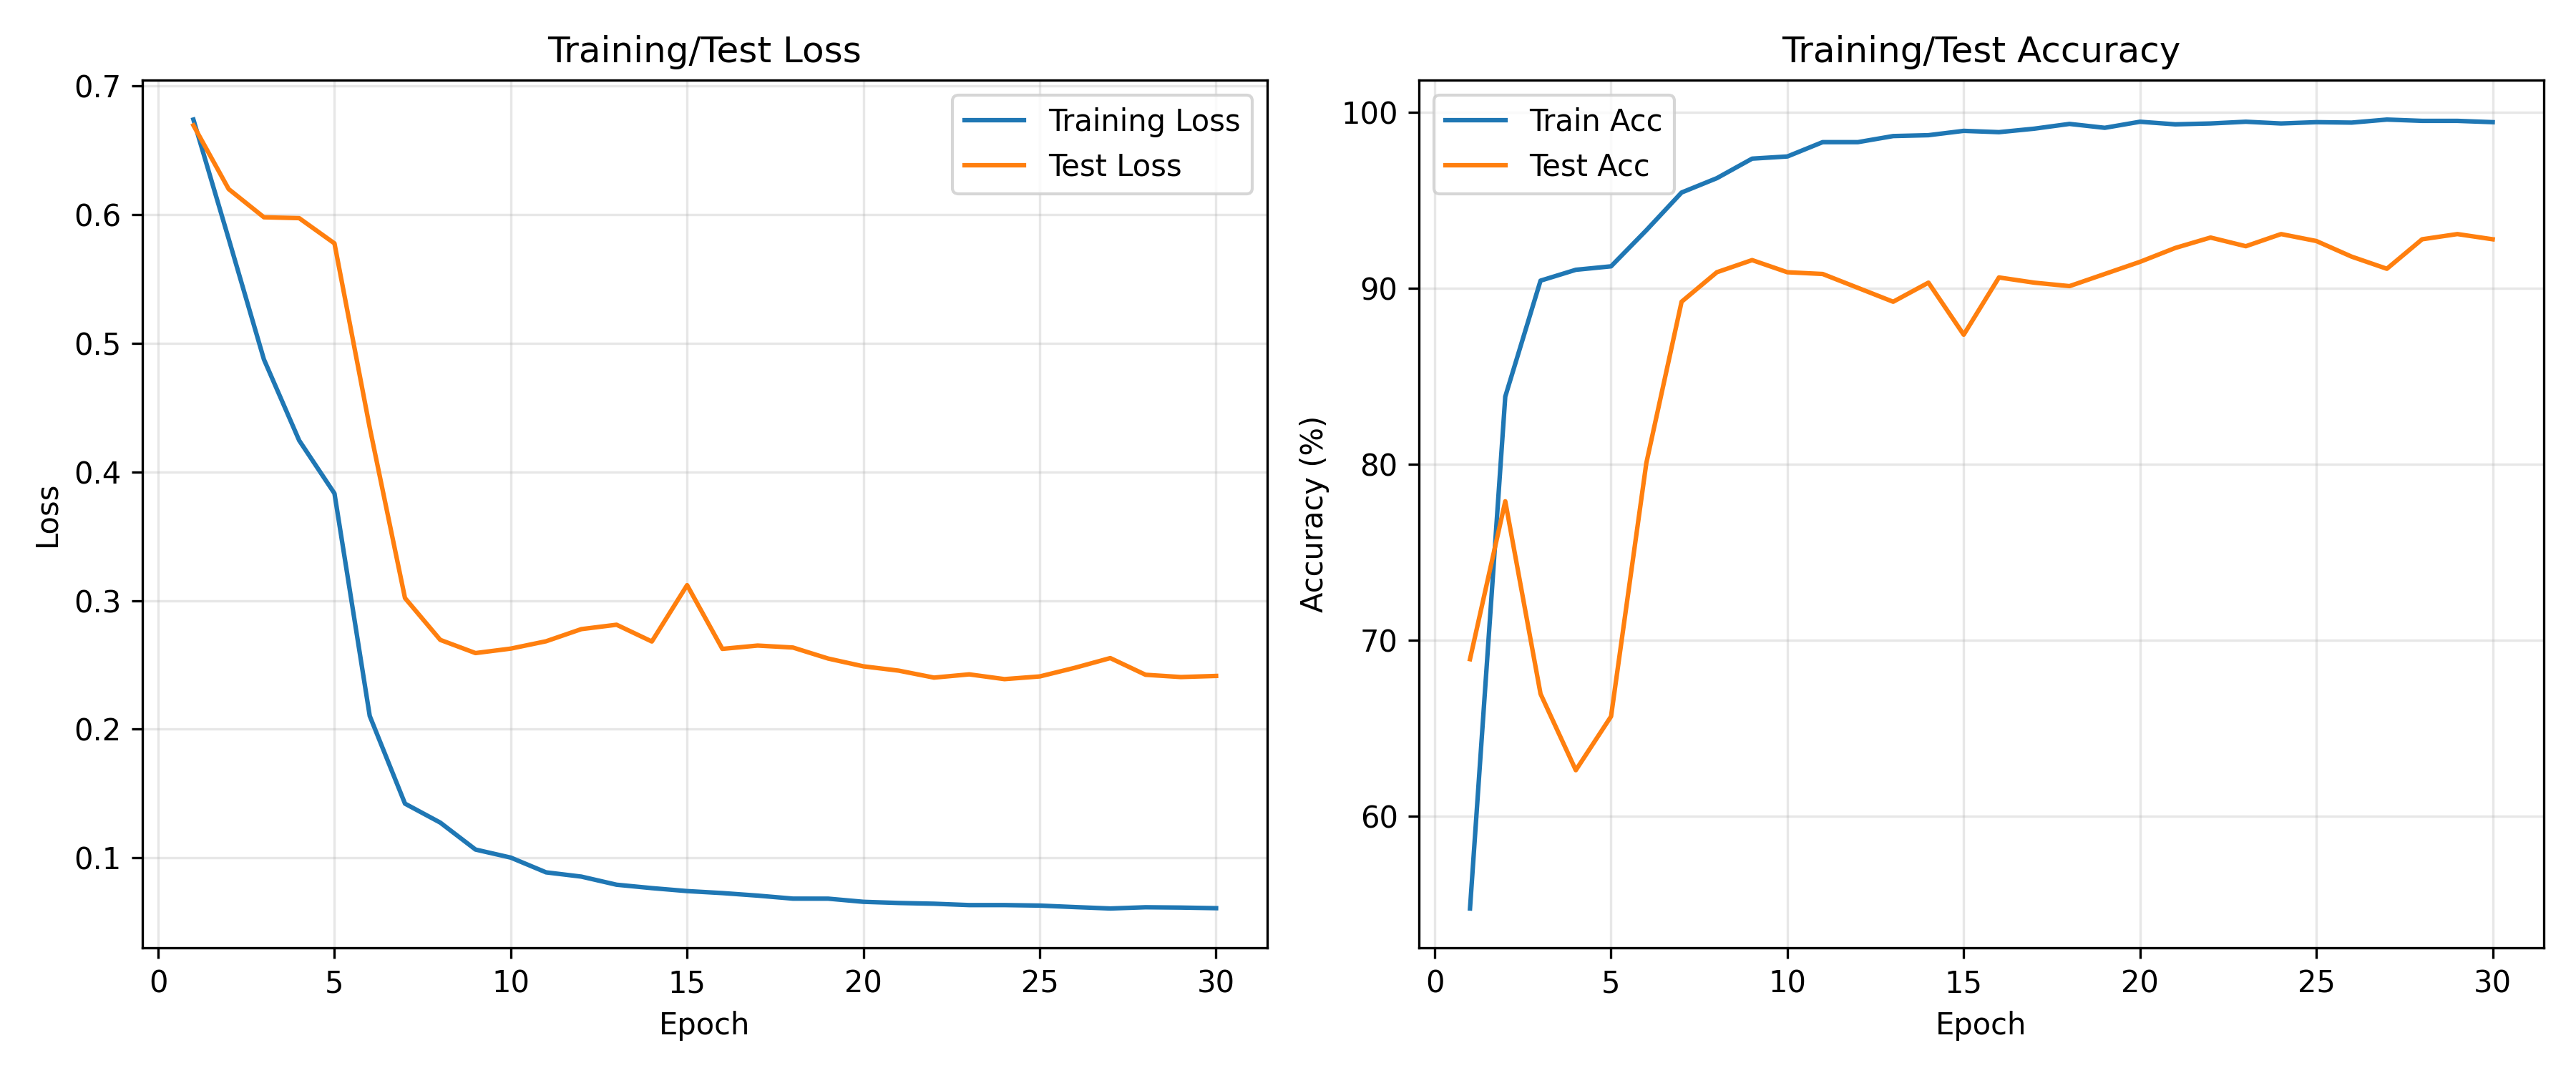 Training/Test Loss
0.7
0.6
0.5
0.4
0.3
0.2
0.1
Loss
Training Loss
Test Loss
0 5 10 15 20 25 30
Epoch
Training/Test Accuracy
100
90
80
70
60
Accuracy (%)
Train Acc
Test Acc
0 5 10 15 20 25 30
Epoch